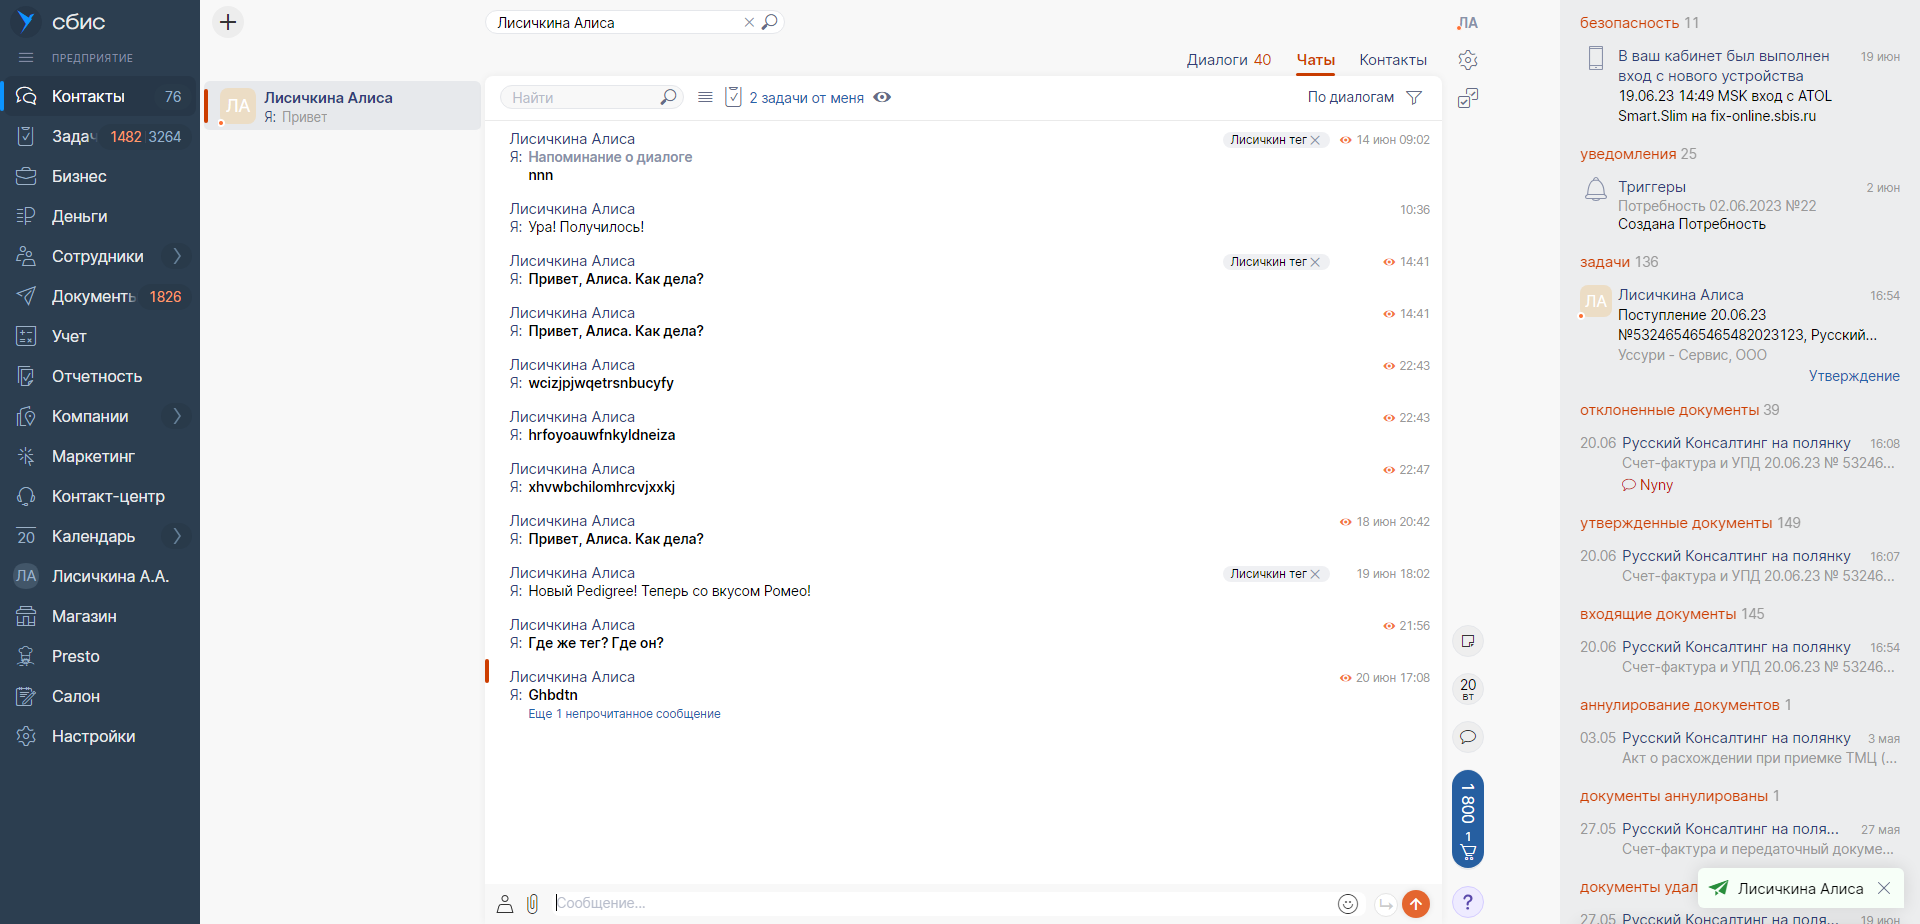 сбис
ПРЕДПРИЯТИЕ
Контакты 76
Зада 1482 3264
Бизнес
Деньги
Сотрудники
Документы 1826
Учет
Отчетность
Компании
Маркетинг
Контакт-центр
20 Календарь
ЛА Лисичкина А.А.
Магазин
Presto
Салон
Настройки
Лисичкина Алиса
ЛА Лисичкина Алиса
Я: Привет
Диалоги 40 Чаты Контакты
Найти 2 задачи от меня По диалогам
Лисичкина Алиса Лисичкин тег 14 июн 09:02
Я: Напоминание о диалоге
nnn
Лисичкина Алиса 10:36
Я: Ура! Получилось!
Лисичкина Алиса Лисичкин тег 14:41
Я: Привет, Алиса. Как дела?
Лисичкина Алиса 14:41
Я: Привет, Алиса. Как дела?
Лисичкина Алиса 22:43
Я: wcizjpjwqetrsnbucyfy
Лисичкина Алиса 22:43
Я: hrfoyoauwfnkyldneiza
Лисичкина Алиса 22:47
Я: xhvwbchilomhrcvjxxkj
Лисичкина Алиса 18 июн 20:42
Я: Привет, Алиса. Как дела?
Лисичкина Алиса Лисичкин тег 19 июн 18:02
Я: Новый Pedigree! Теперь со вкусом Ромео!
Лисичкина Алиса 21:56
Я: Где же тег? Где он?
Лисичкина Алиса 20 июн 17:08
Я: Ghbdtn
Еще 1 непрочитанное сообщение
Сообщение...
ЛА
20
ВТ
1 800
1
?
безопасность 11
В ваш кабинет был выполнен 19 июн
вход с нового устройства
19.06.23 14:49 MSK вход с ATOL
Smart.Slim на fix-online.sbis.ru
уведомления 25
Триггеры 2 июн
Потребность 02.06.2023 №22
Создана Потребность
задачи 136
ЛА Лисичкина Алиса 16:54
Поступление 20.06.23
№532465465465482023123, Русский...
Уссури - Сервис, ООО
Утверждение
отклоненные документы 39
20.06 Русский Консалтинг на полянку 16:08
Счет-фактура и УПД 20.06.23 № 53246...
Nyny
утвержденные документы 149
20.06 Русский Консалтинг на полянку 16:07
Счет-фактура и УПД 20.06.23 № 53246...
входящие документы 145
20.06 Русский Консалтинг на полянку 16:54
Счет-фактура и УПД 20.06.23 № 53246...
аннулирование документов 1
03.05 Русский Консалтинг на полянку 3 мая
Акт о расхождении при приемке ТМЦ (...
документы аннулированы 1
27.05 Русский Консалтинг на поля... 27 мая
Счет-фактура и передаточный докуме...
документы удал
Лисичкина Алиса
27.05 Русский Консалтинг на поля... 19 июн